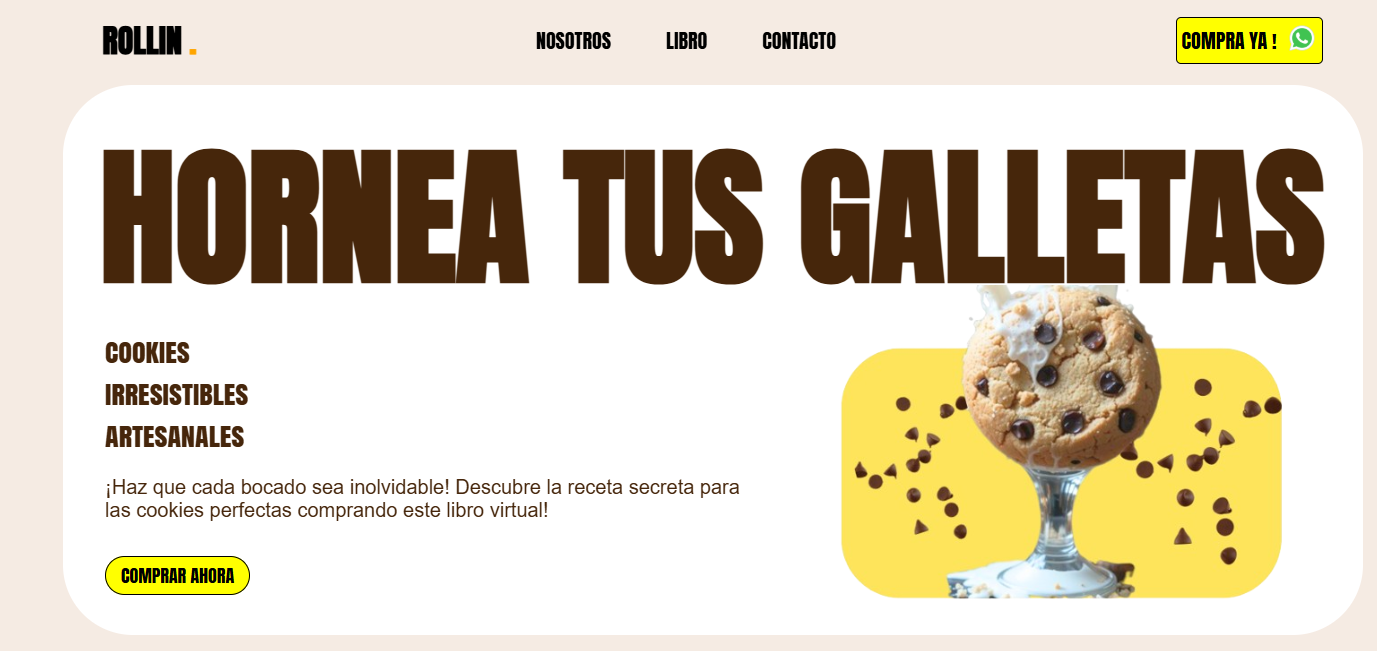 ROLLIN .
NOSOTROS
LIBRO
CONTACTO
COMPRA YA !
HORNEA TUS GALLETAS
COOKIES
IRRESISTIBLES
ARTESANALES
¡Haz que cada bocado sea inolvidable! Descubre la receta secreta para
las cookies perfectas comprando este libro virtual!
COMPRAR AHORA